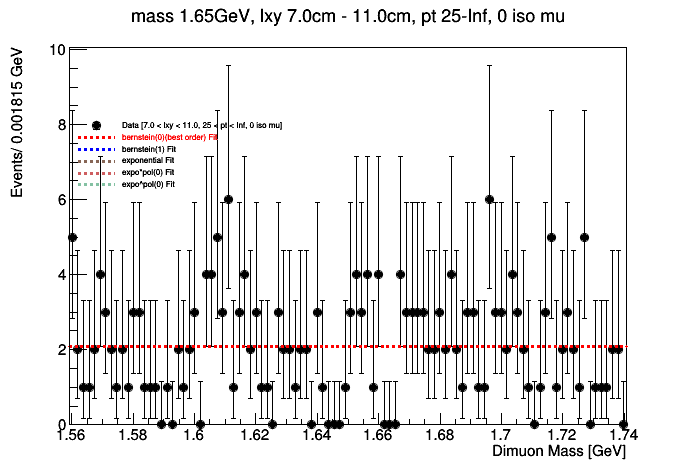 mass 1.65GeV, lxy 7.0cm - 11.0cm, pt 25-Inf, 0 iso mu
Events/ 0.001815 GeV
10
8
6
4
2
0
Data [7.0 < lxy < 11.0, 25 < pt < Inf, 0 iso mu]
bernstein(0)(best order) Fit
bernstein(1) Fit
exponential Fit
expo*pol(0) Fit
expo^pol(0) Fit
1.56 1.58 1.6 1.62 1.64 1.66 1.68 1.7 1.72 1.74
Dimuon Mass [GeV]